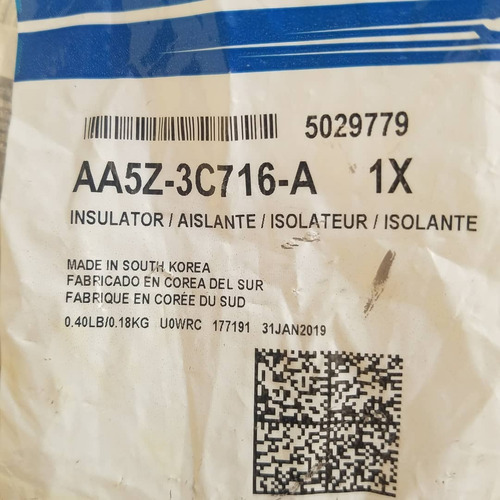 5029779
AA5Z-3C716-A 1X
INSULATOR / AISLANTE / ISOLATEUR / ISOLANTE
MADE IN SOUTH KOREA
FABRICADO EN COREA DEL SUR
FABRIQUE EN CORÉE DU SUD
0.40LB/0.18KG U0WRC 177191 31JAN2019